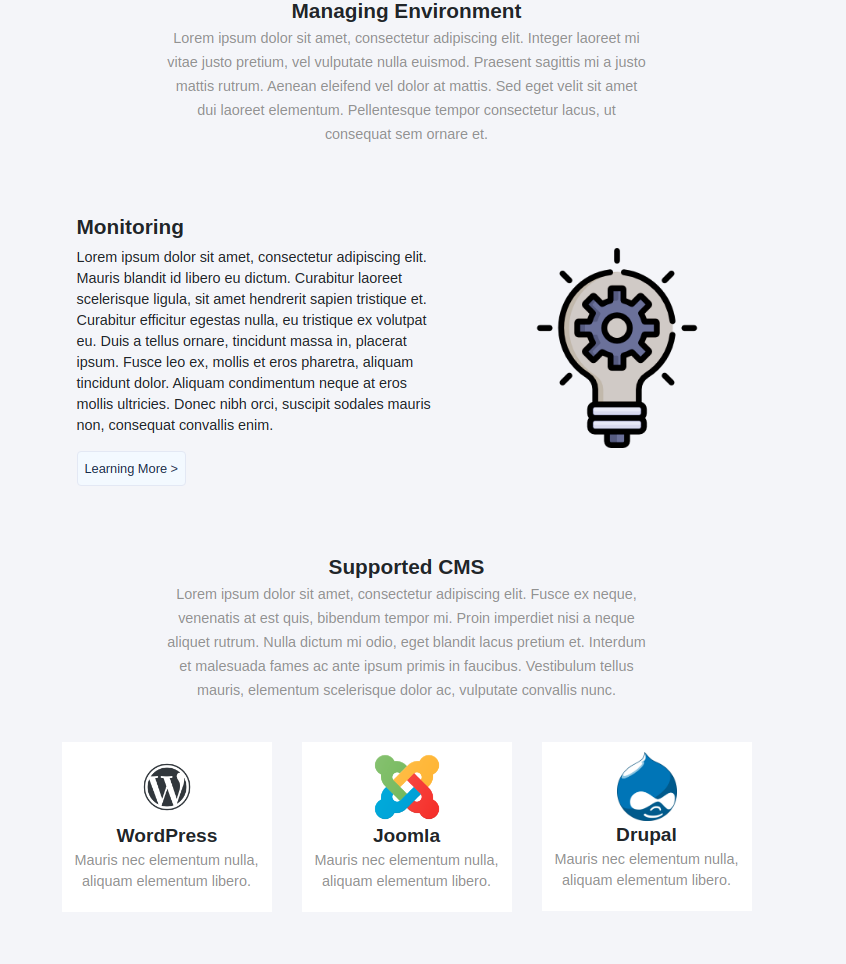 Managing Environment
Lorem ipsum dolor sit amet, consectetur adipiscing elit. Integer laoreet mi
vitae justo pretium, vel vulputate nulla euismod. Praesent sagittis mi a justo
mattis rutrum. Aenean eleifend vel dolor at mattis. Sed eget velit sit amet
dui laoreet elementum. Pellentesque tempor consectetur lacus, ut
consequat sem ornare et.
Monitoring
Lorem ipsum dolor sit amet, consectetur adipiscing elit.
Mauris blandit id libero eu dictum. Curabitur laoreet
scelerisque ligula, sit amet hendrerit sapien tristique et.
Curabitur efficitur egestas nulla, eu tristique ex volutpat
eu. Duis a tellus ornare, tincidunt massa in, placerat
ipsum. Fusce leo ex, mollis et eros pharetra, aliquam
tincidunt dolor. Aliquam condimentum neque at eros
mollis ultricies. Donec nibh orci, suscipit sodales mauris
non, consequat convallis enim.
Learning More >
Supported CMS
Lorem ipsum dolor sit amet, consectetur adipiscing elit. Fusce ex neque,
venenatis at est quis, bibendum tempor mi. Proin imperdiet nisi a neque
aliquet rutrum. Nulla dictum mi odio, eget blandit lacus pretium et. Interdum
et malesuada fames ac ante ipsum primis in faucibus. Vestibulum tellus
mauris, elementum scelerisque dolor ac, vulputate convallis nunc.
WordPress
Mauris nec elementum nulla,
aliquam elementum libero.
Joomla
Mauris nec elementum nulla,
aliquam elementum libero.
Drupal
Mauris nec elementum nulla,
aliquam elementum libero.